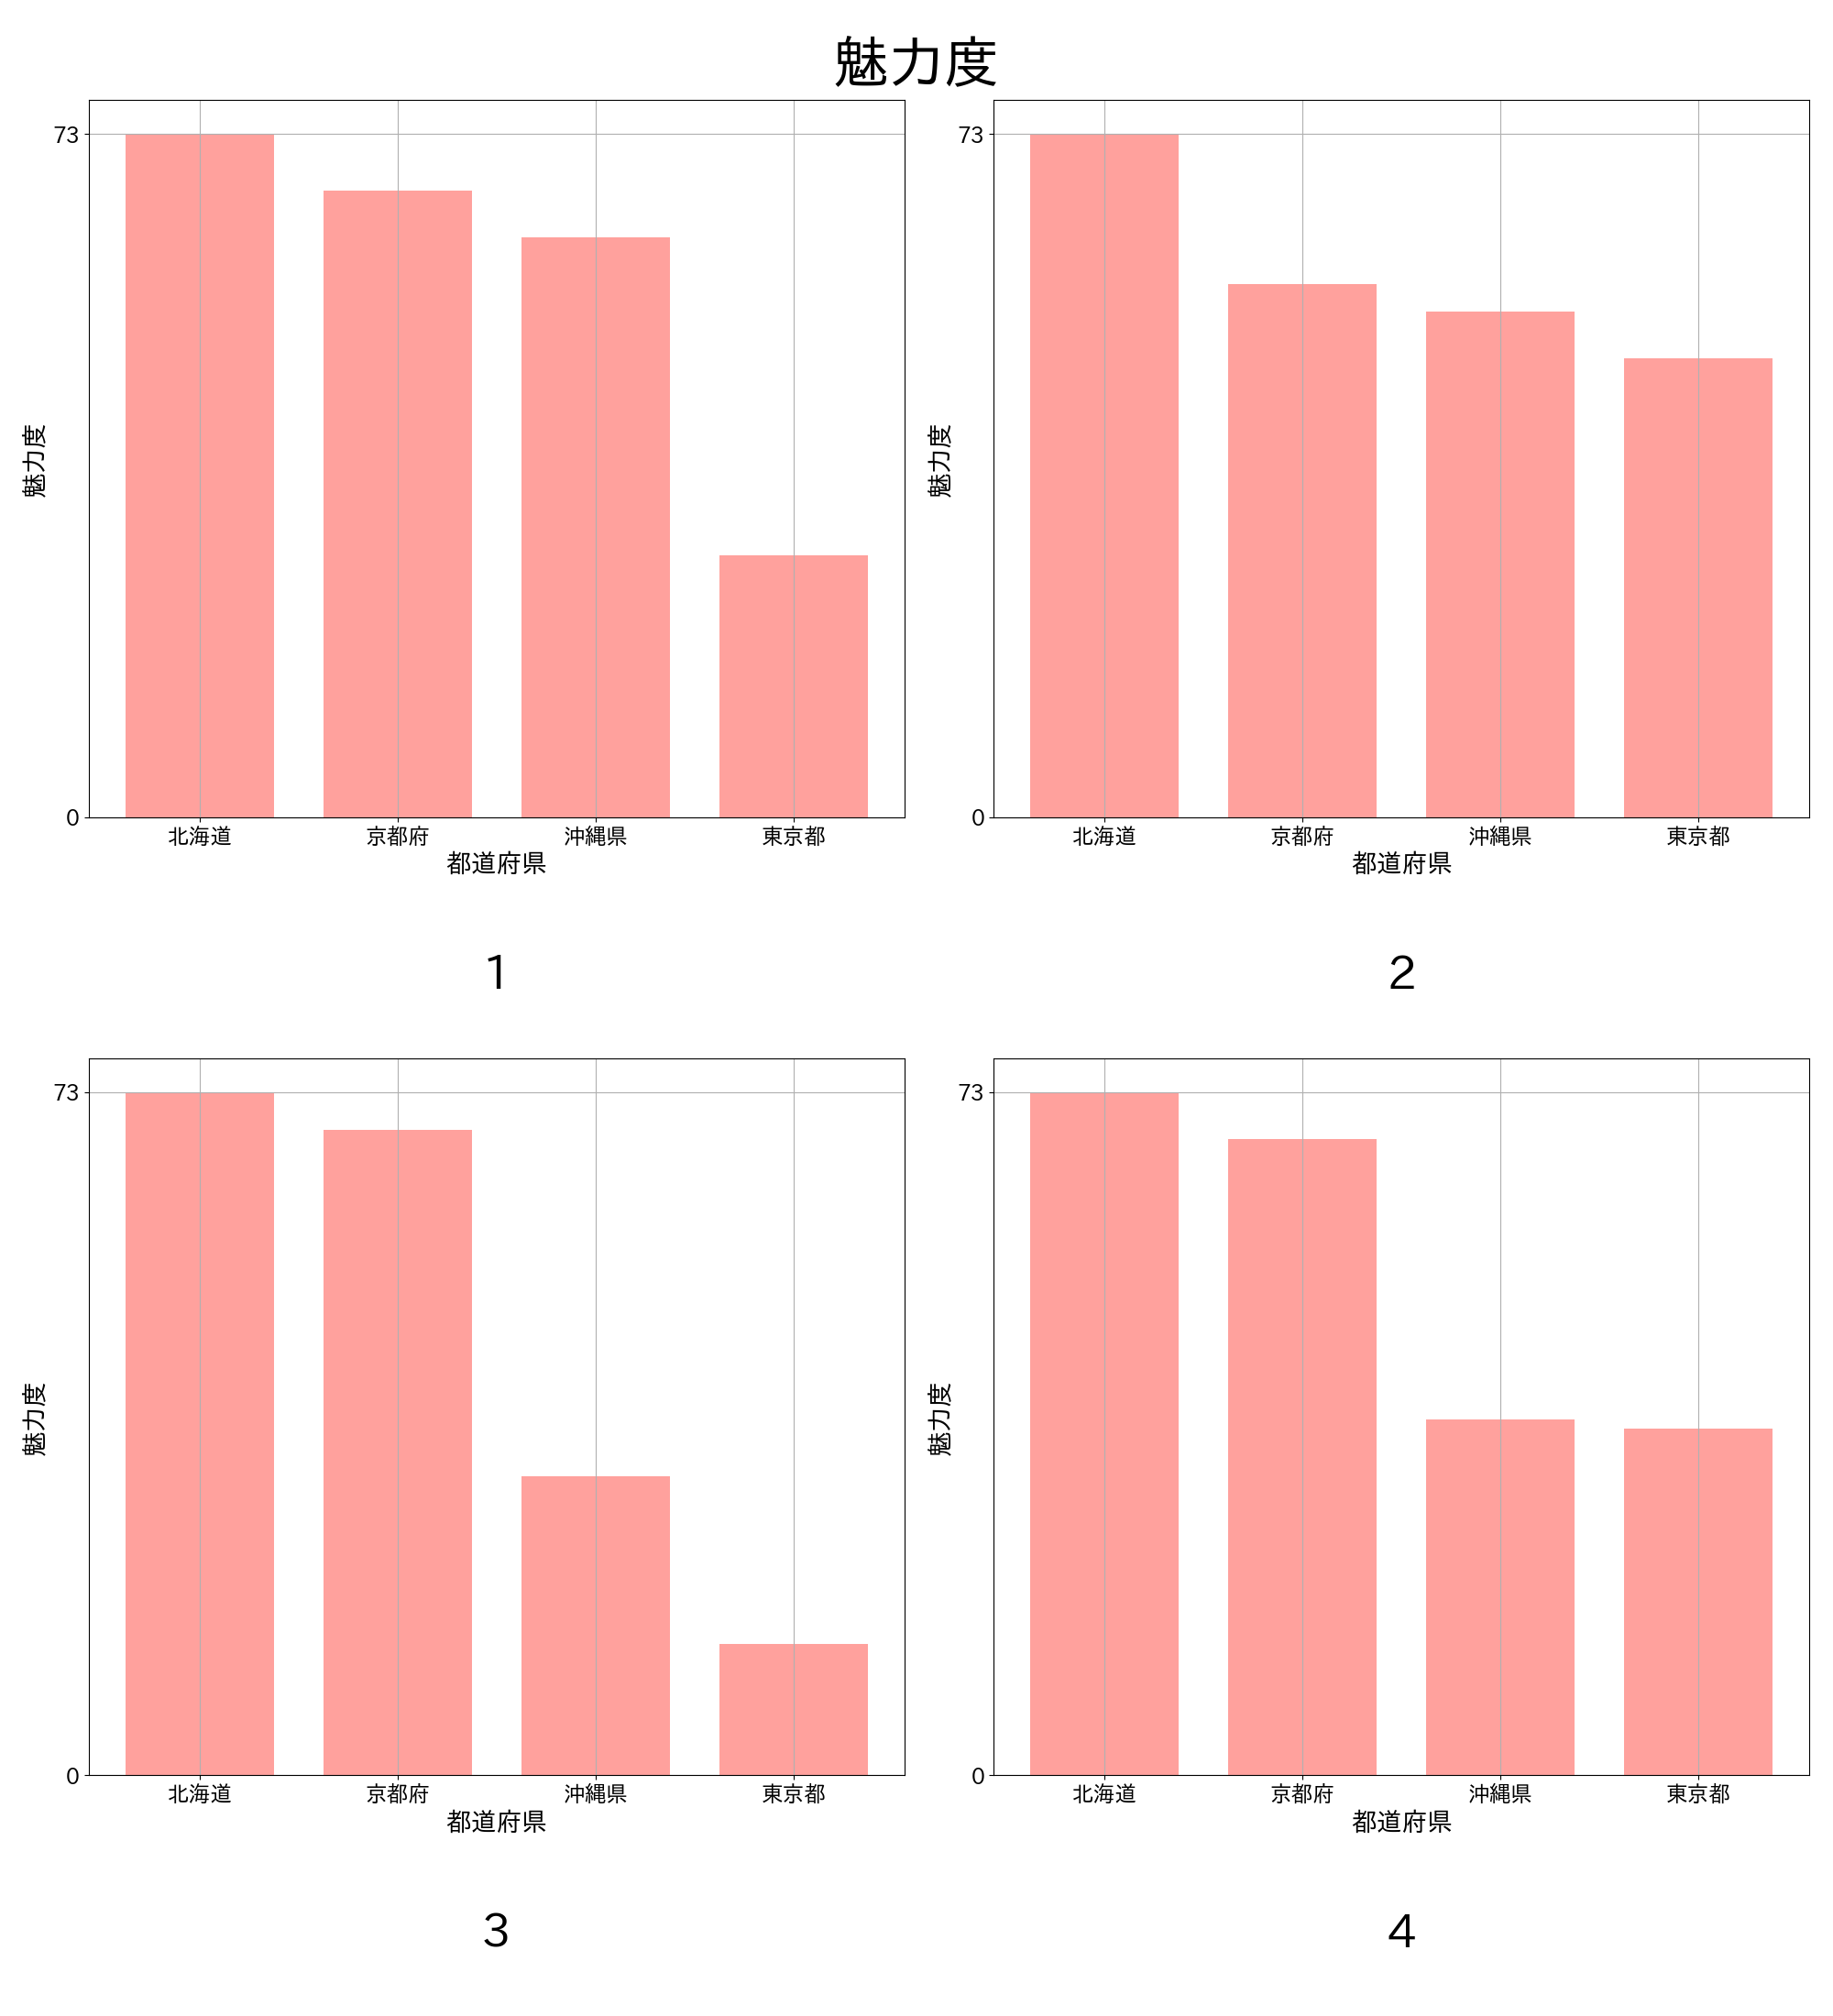 魅力度
73
0
魅力度
北海道 京都府 沖縄県 東京都
都道府県
1
73
0
魅力度
北海道 京都府 沖縄県 東京都
都道府県
2
73
0
魅力度
北海道 京都府 沖縄県 東京都
都道府県
3
73
0
魅力度
北海道 京都府 沖縄県 東京都
都道府県
4